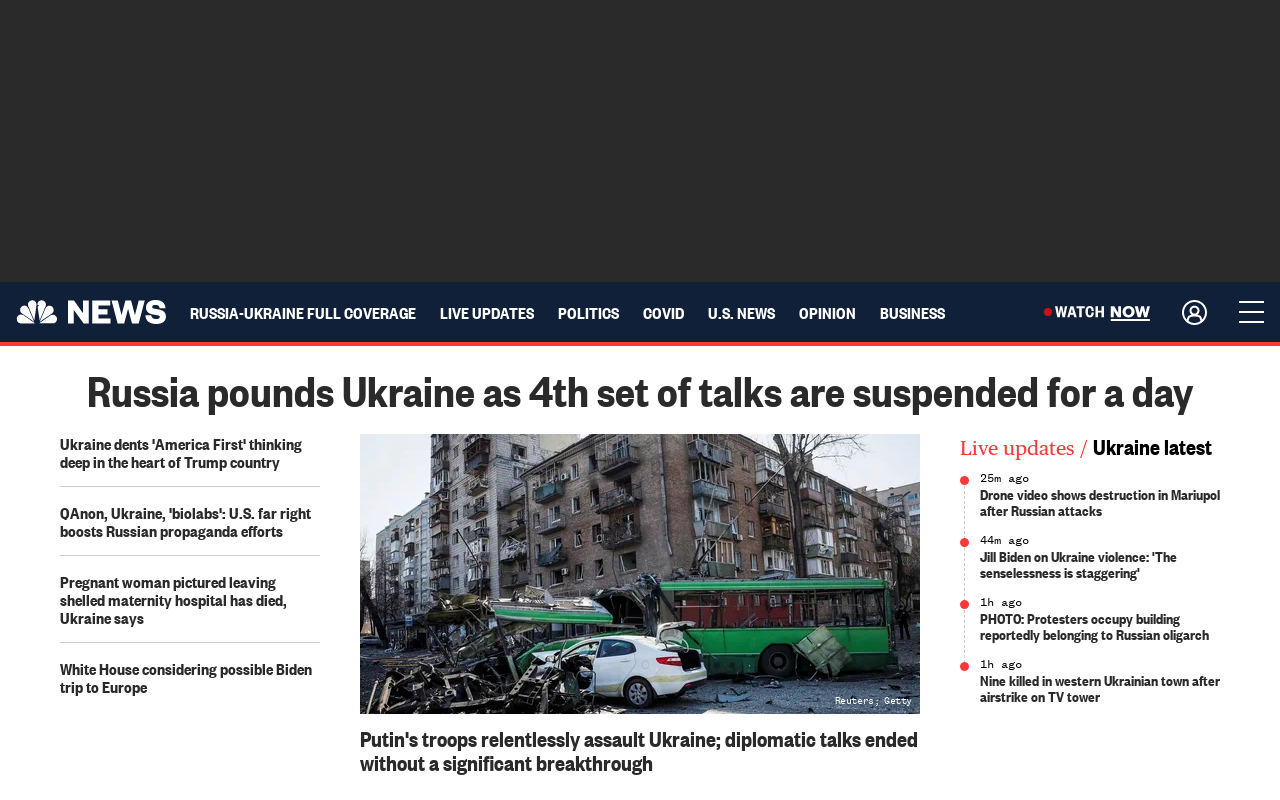 NEWS
RUSSIA-UKRAINE FULL COVERAGE
LIVE UPDATES
POLITICS
COVID
U.S. NEWS
OPINION
BUSINESS
WATCH NOW
Russia pounds Ukraine as 4th set of talks are suspended for a day
Ukraine dents 'America First' thinking
deep in the heart of Trump country
QAnon, Ukraine, 'biolabs': U.S. far right
boosts Russian propaganda efforts
Pregnant woman pictured leaving
shelled maternity hospital has died,
Ukraine says
White House considering possible Biden
trip to Europe
Reuters; Getty
Putin's troops relentlessly assault Ukraine; diplomatic talks ended
without a significant breakthrough
Live updates / Ukraine latest
25m ago
Drone video shows destruction in Mariupol
after Russian attacks
44m ago
Jill Biden on Ukraine violence: 'The
senselessness is staggering'
1h ago
PHOTO: Protesters occupy building
reportedly belonging to Russian oligarch
1h ago
Nine killed in western Ukrainian town after
airstrike on TV tower